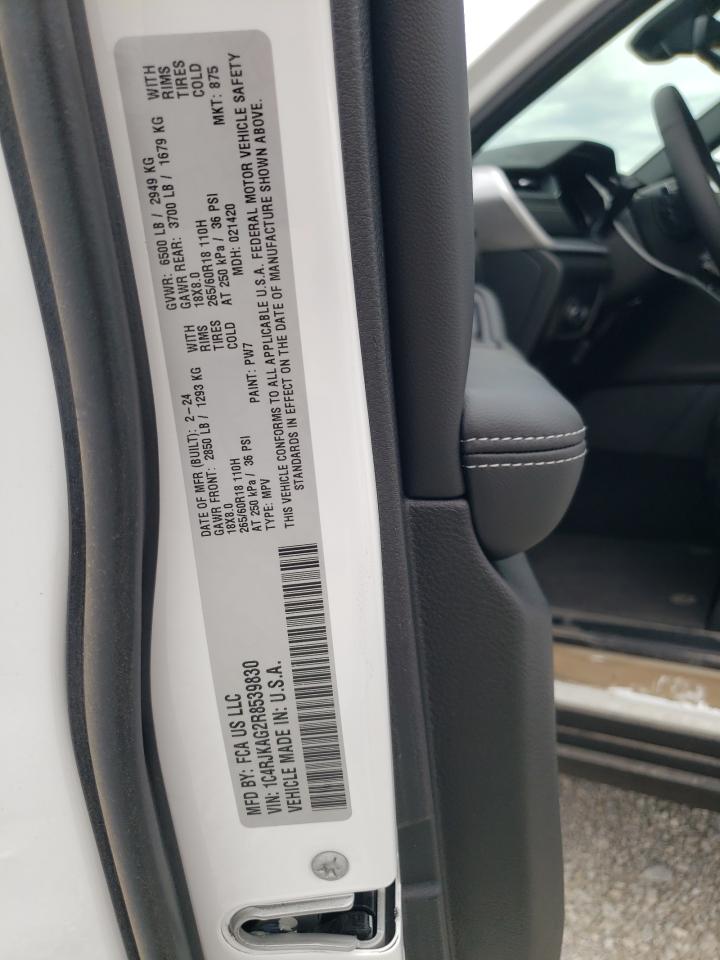 MFD BY: FCA US LLC
VIN: 1C4RJKAG2R8539830
VEHICLE MADE IN: U.S.A.
DATE OF MFR (BUILT): 2-24
GAWR FRONT: 2850 LB / 1293 KG WITH
18X8.0 RIMS
265/60R18 110H TIRES
AT 250 kPa / 36 PSI COLD
TYPE: MPV PAINT: PW7
GVWR: 6500 LB / 2949 KG
GAWR REAR: 3700 LB / 1679 KG WITH
18X8.0 RIMS
265/60R18 110H TIRES
AT 250 kPa / 36 PSI COLD
MDH: 021420 MKT: 875
THIS VEHICLE CONFORMS TO ALL APPLICABLE U.S.A. FEDERAL MOTOR VEHICLE SAFETY
STANDARDS IN EFFECT ON THE DATE OF MANUFACTURE SHOWN ABOVE.